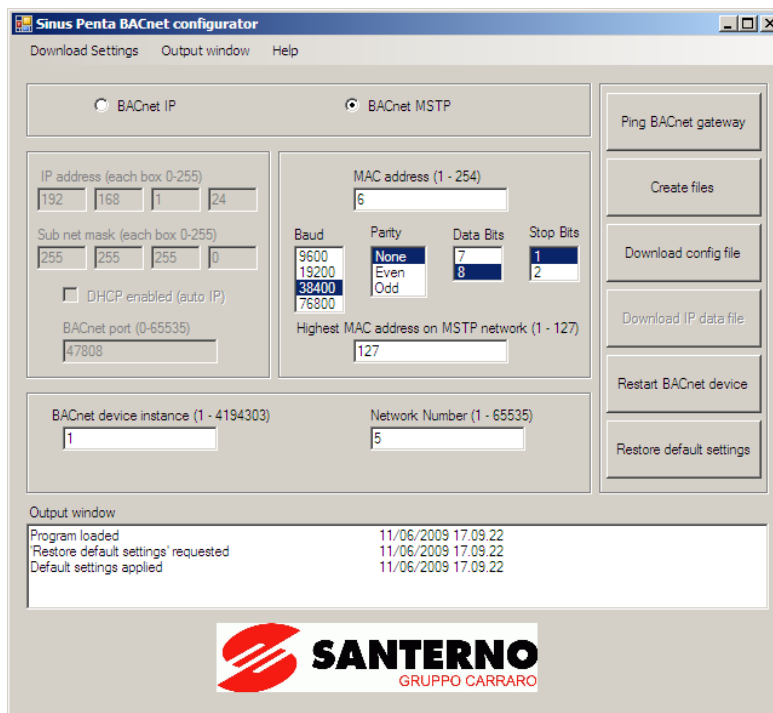 Sinus Penta BACnet configurator
Download Settings Output window Help
BACnet IP BACnet MSTP
IP address (each box 0-255)
192 168 1 24
Sub net mask (each box 0-255)
255 255 255 0
DHCP enabled (auto IP)
BACnet port (0-65535)
47808
MAC address (1 - 254)
6
Baud Parity Data Bits Stop Bits
9600 None 7 1
19200 Even 8 2
38400 Odd
76800
Highest MAC address on MSTP network (1 - 127)
127
BACnet device instance (1 - 4194303) Network Number (1 - 65535)
1 5
Ping BACnet gateway
Create files
Download config file
Download IP data file
Restart BACnet device
Restore default settings
Output window
Program loaded 11/06/2009 17.09.22
'Restore default settings' requested 11/06/2009 17.09.22
Default settings applied 11/06/2009 17.09.22
SANTERNO
GRUPPO CARRARO